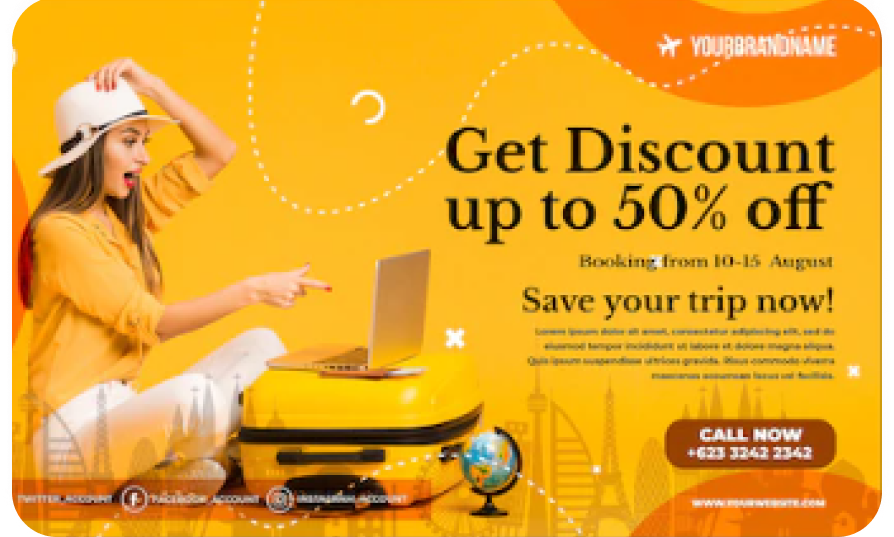 YOURBRANDNAME
Get Discount
up to 50% off
Booking from 10-15 August
Save your trip now!
Lorem ipsum dolor sit amet, consectetur adipiscing elit, sed do
eiusmod tempor incididunt ut labore et dolore magna aliqua.
Quis ipsum suspendisse ultrices gravida. Risus commodo viverra
maecenas accumsan lacus vel facilisis.
CALL NOW
+623 3242 2342
TWITTER_ACCOUNT FACEBOOK_ACCOUNT INSTAGRAM_ACCOUNT
WWW.YOURWEBSITE.COM